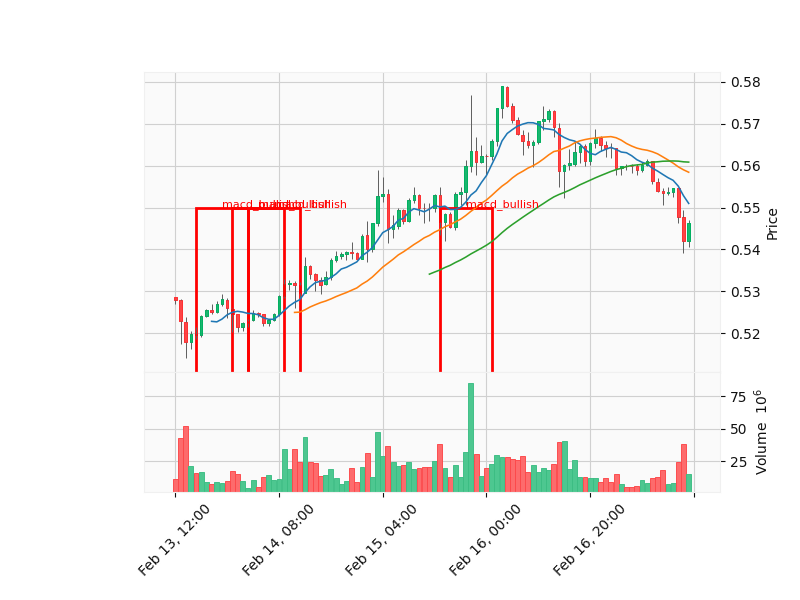 0.58
0.57
0.56
0.55
0.54
0.53
0.52
Price
macd_bullish
macd_bullish
75
50
25
Volume 10⁶
Feb 13, 12:00
Feb 14, 08:00
Feb 15, 04:00
Feb 16, 00:00
Feb 16, 20:00